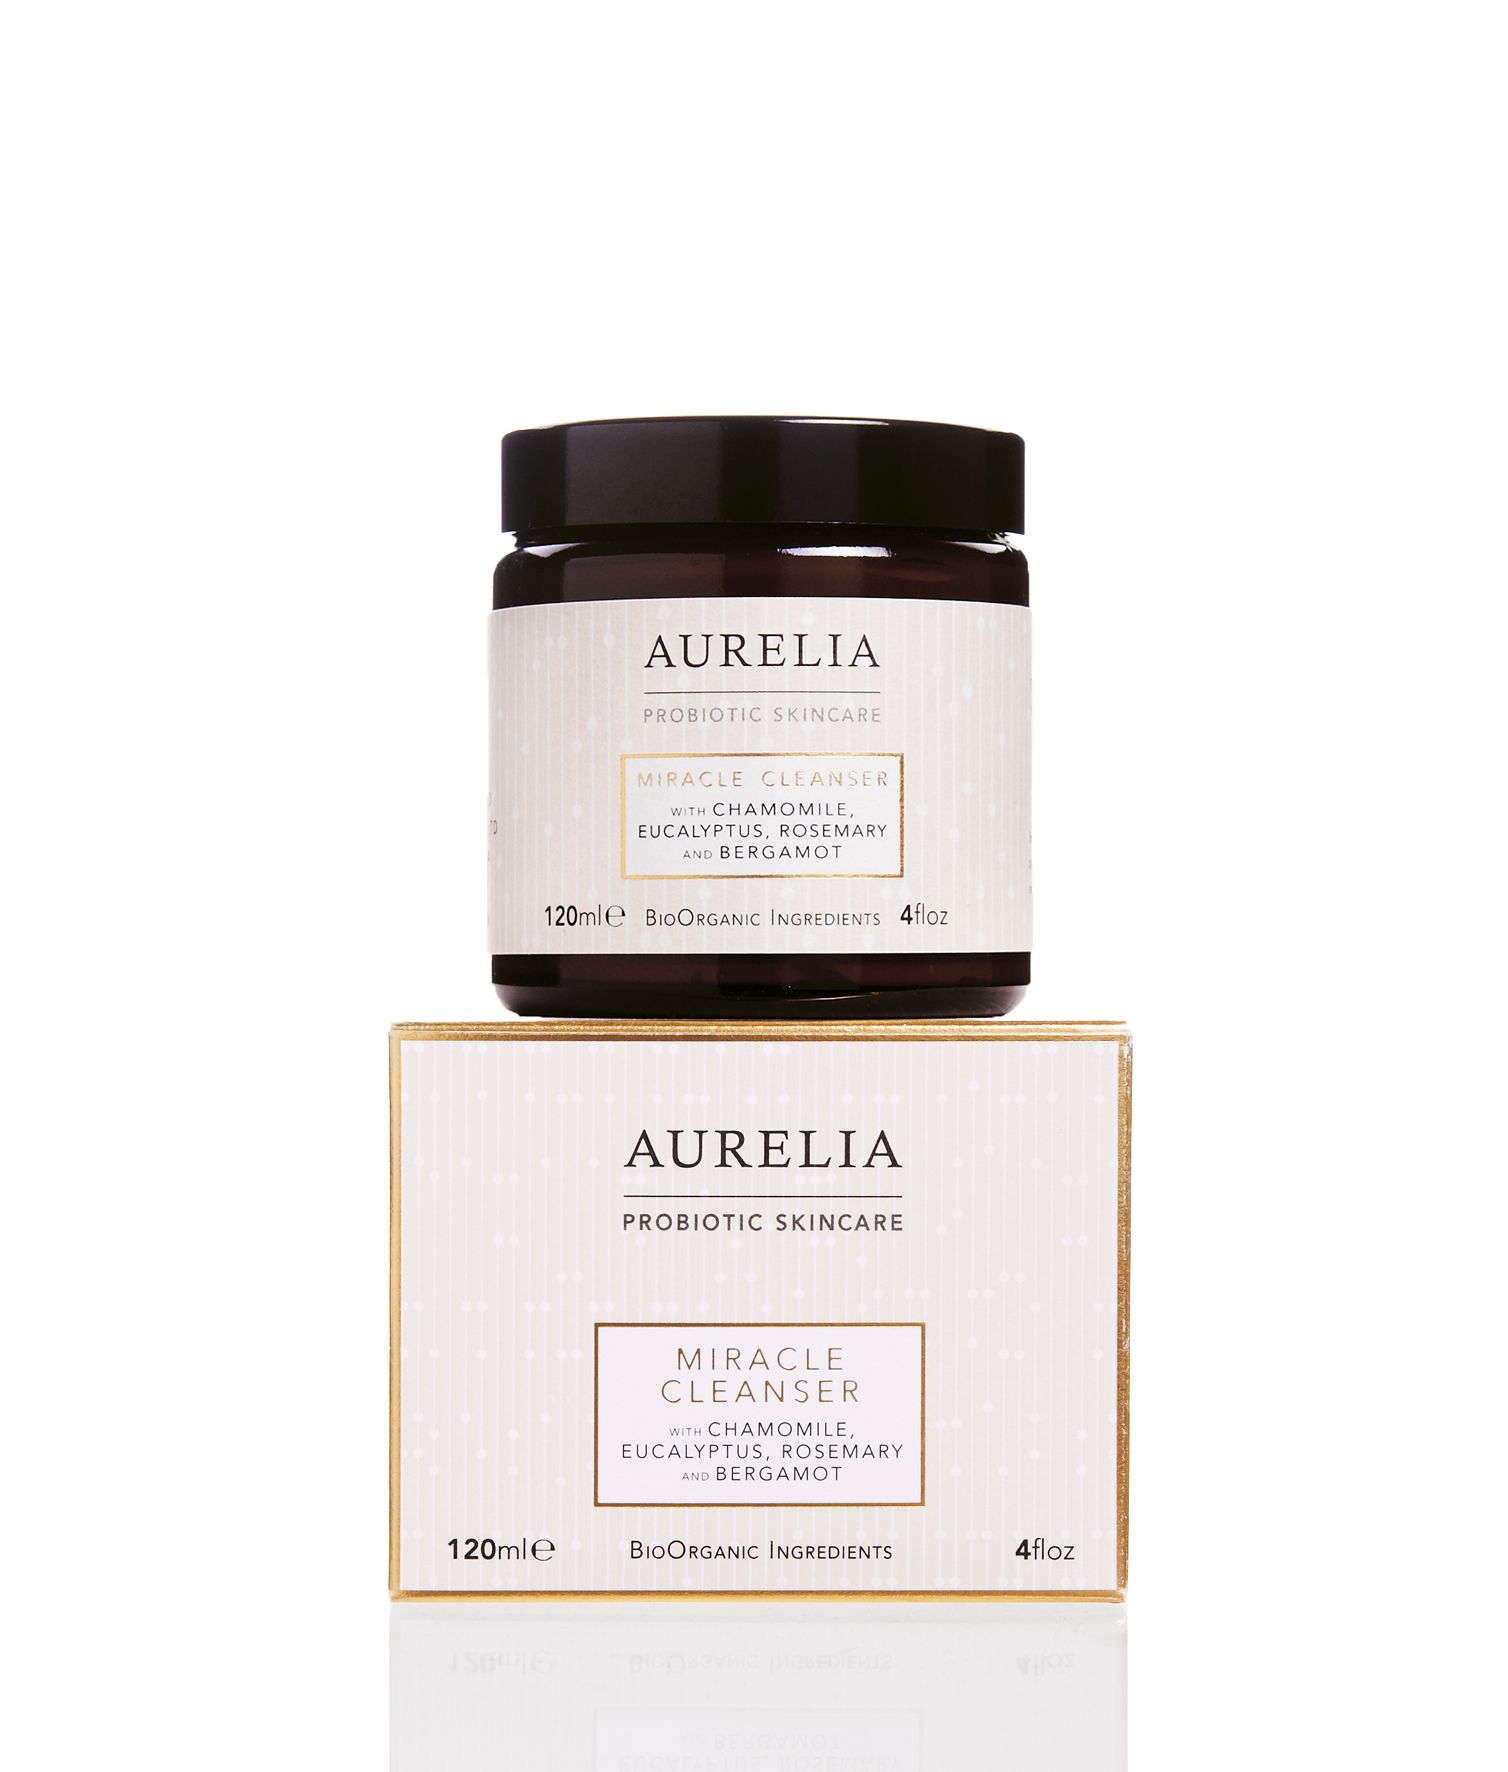 AURELIA
PROBIOTIC SKINCARE
MIRACLE CLEANSER
WITH CHAMOMILE,
EUCALYPTUS, ROSEMARY
AND BERGAMOT
120ml℮ BioOrganic Ingredients 4floz
AURELIA
PROBIOTIC SKINCARE
MIRACLE
CLEANSER
WITH CHAMOMILE,
EUCALYPTUS, ROSEMARY
AND BERGAMOT
120ml℮ BioOrganic Ingredients 4floz